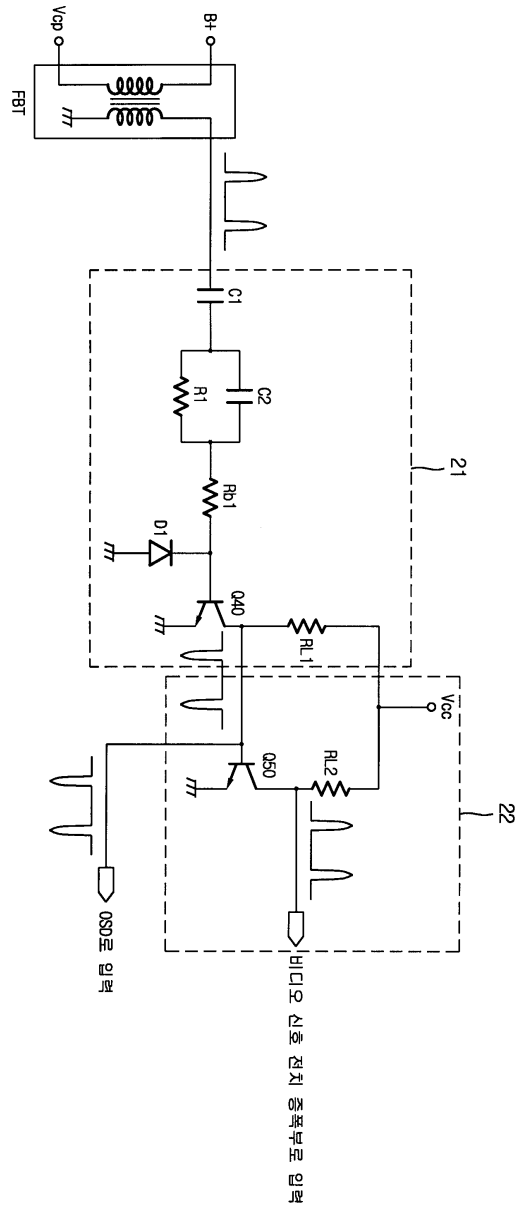 B+
Vcp
FBT
21
C1
C2
R1
Rb1
D1
Q40
RL1
Vcc
22
RL2
Q50
OSD로 입력
비디오 신호 전치 증폭부로 입력